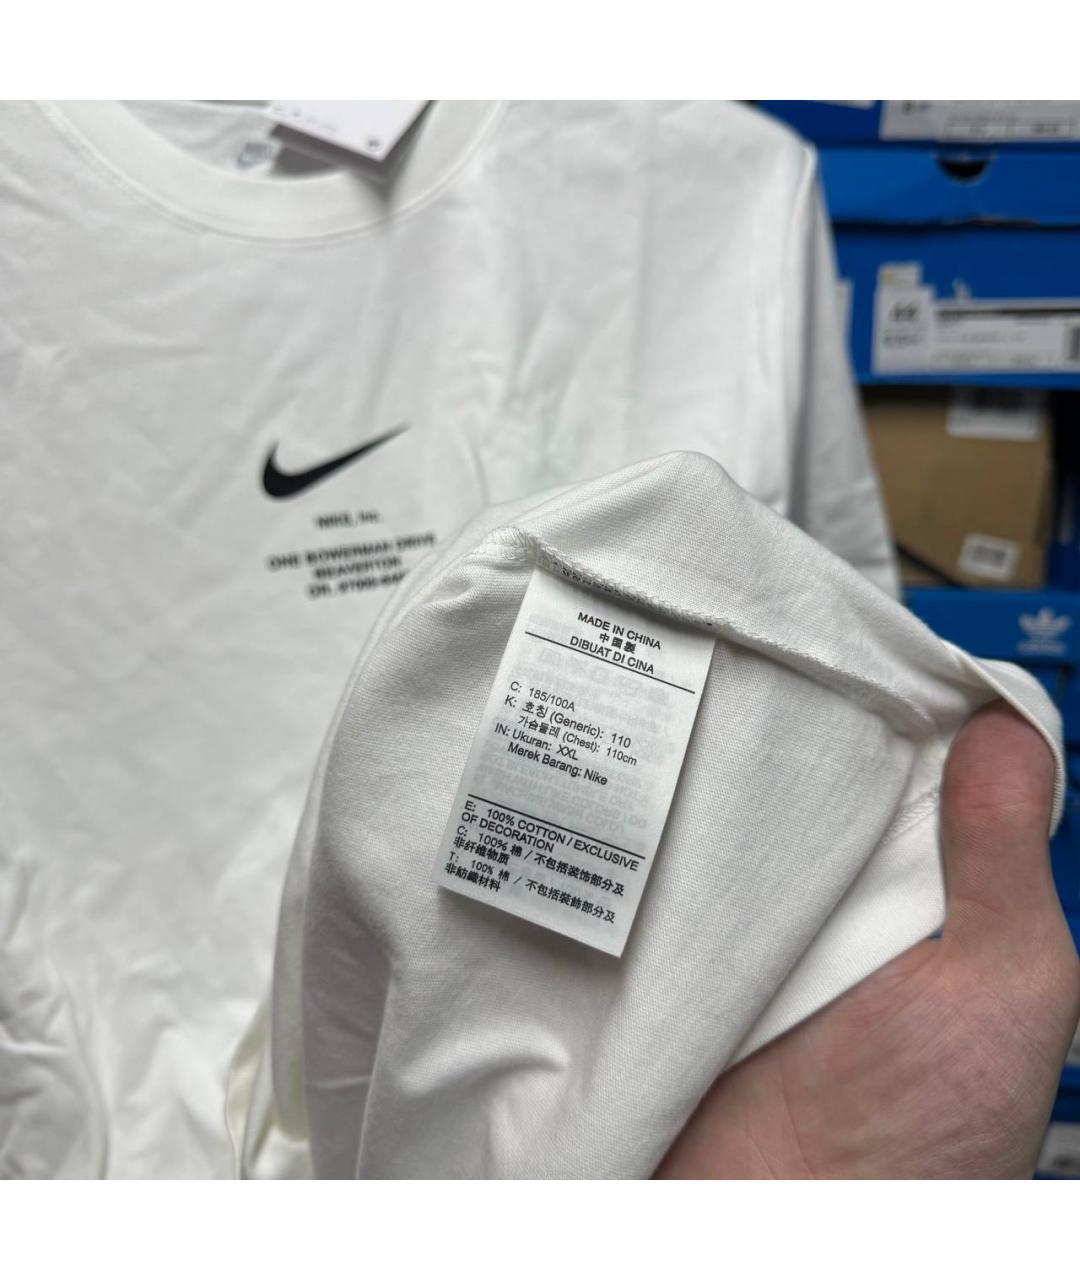 NIKE, Inc.
ONE BOWERMAN DRIVE
BEAVERTON
MADE IN CHINA
中国製
DIBUAT DI CINA
C: 185/100A
K: 호칭 (Generic): 110
가슴둘레 (Chest): 110cm
IN: Ukuran: XXL
Merek Barang: Nike
E: 100% COTTON / EXCLUSIVE
OF DECORATION
C: 100% 棉 / 不包括装饰部分及
非纤维物质
T: 100% 棉 / 不包括裝飾部分及
非紡織材料